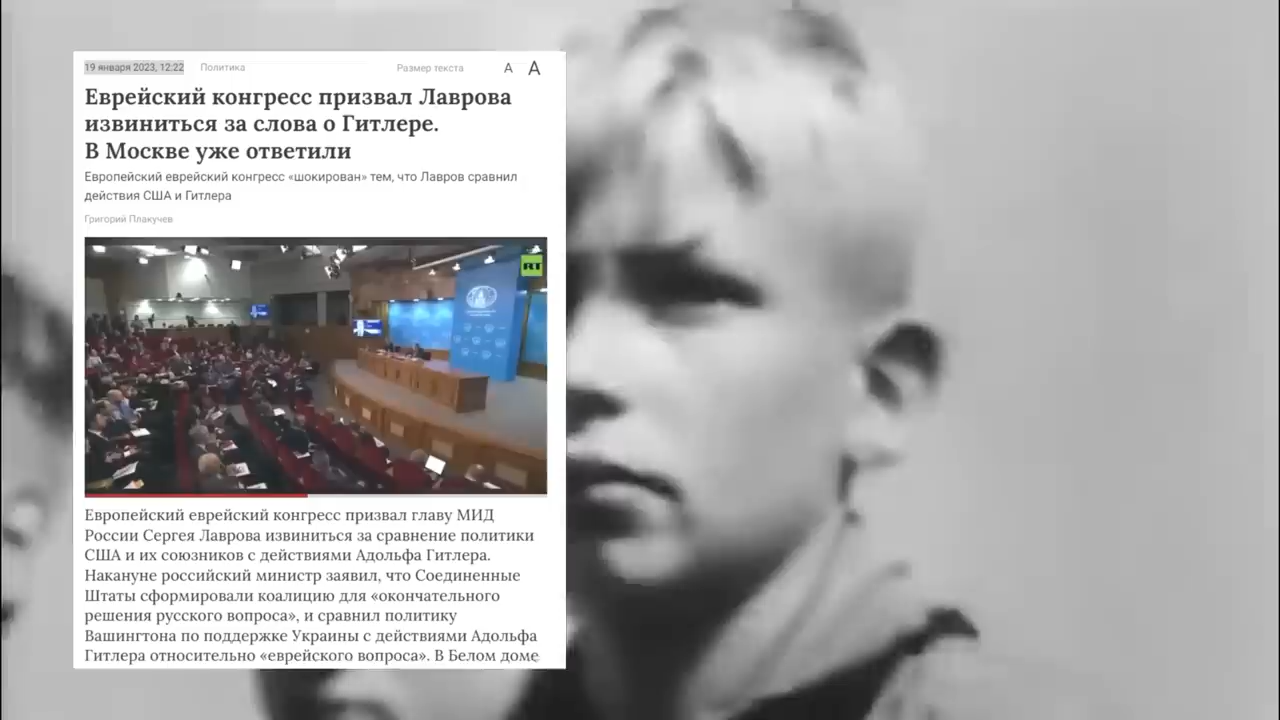 19 января 2023, 12:22 Политика Размер текста А А
Еврейский конгресс призвал Лаврова
извиниться за слова о Гитлере.
В Москве уже ответили
Европейский еврейский конгресс «шокирован» тем, что Лавров сравнил
действия США и Гитлера
Григорий Плакучев
RT
Европейский еврейский конгресс призвал главу МИД
России Сергея Лаврова извиниться за сравнение политики
США и их союзников с действиями Адольфа Гитлера.
Накануне российский министр заявил, что Соединенные
Штаты сформировали коалицию для «окончательного
решения русского вопроса», и сравнил политику
Вашингтона по поддержке Украины с действиями Адольфа
Гитлера относительно «еврейского вопроса». В Белом доме